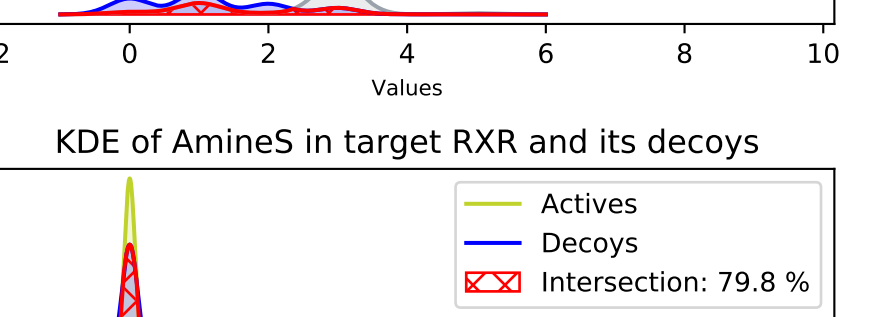 2 0 2 4 6 8 10
Values
KDE of AmineS in target RXR and its decoys
Actives
Decoys
Intersection: 79.8 %